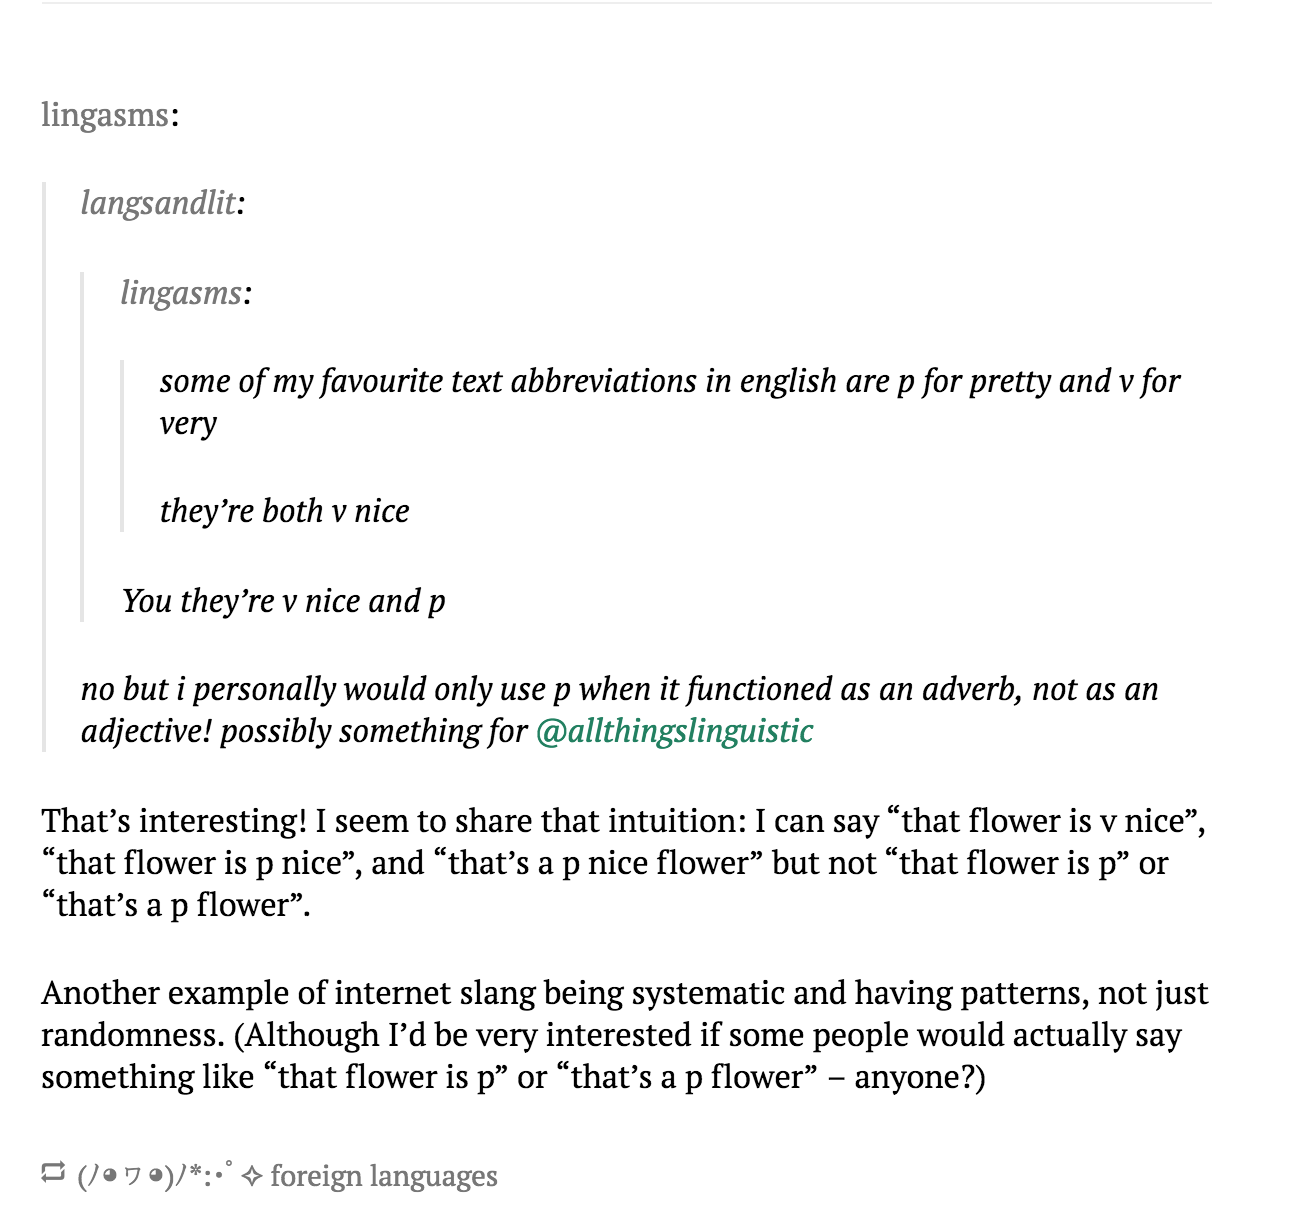 lingasms:
langsandlit:
lingasms:
some of my favourite text abbreviations in english are p for pretty and v for
very
they’re both v nice
You they’re v nice and p
no but i personally would only use p when it functioned as an adverb, not as an
adjective! possibly something for @allthingslinguistic
That’s interesting! I seem to share that intuition: I can say “that flower is v nice”,
“that flower is p nice”, and “that’s a p nice flower” but not “that flower is p” or
“that’s a p flower”.
Another example of internet slang being systematic and having patterns, not just
randomness. (Although I’d be very interested if some people would actually say
something like “that flower is p” or “that’s a p flower” – anyone?)
(ﾉ◕ヮ◕)ﾉ*:･ﾟ✧ foreign languages